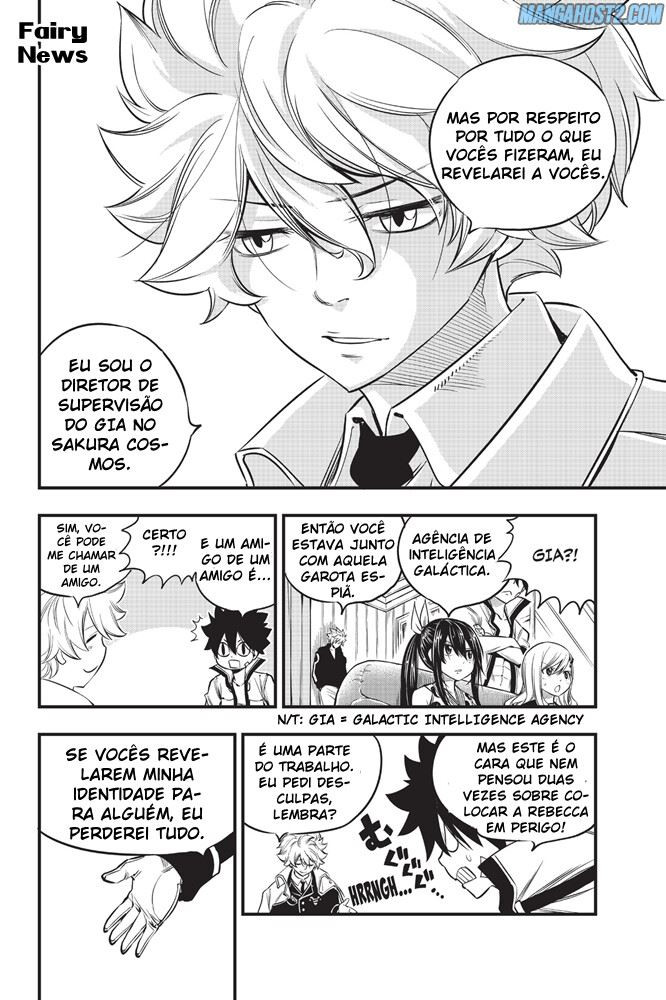 MANGAHOST2.COM
Fairy
News
MAS POR RESPEITO
POR TUDO O QUE
VOCÊS FIZERAM, EU
REVELAREI A VOCÊS.
EU SOU O
DIRETOR DE
SUPERVISÃO
DO GIA NO
SAKURA COS-
MOS.
GIA?!
AGÊNCIA DE
INTELIGÊNCIA
GALÁCTICA.
ENTÃO VOCÊ
ESTAVA JUNTO
COM AQUELA
GAROTA ES-
PIÃ.
E UM AMI-
GO DE UM
AMIGO É...
CERTO
?!!!
SIM, VO-
CÊ PODE
ME CHAMAR
DE UM
AMIGO.
N/T: GIA = GALACTIC INTELLIGENCE AGENCY
MAS ESTE É O
CARA QUE NEM
PENSOU DUAS
VEZES SOBRE CO-
LOCAR A REBECCA
EM PERIGO!
むぐぐぐ...
HRRNGH...
É UMA PARTE
DO TRABALHO.
EU PEDI DES-
CULPAS,
LEMBRA?
SE VOCÊS REVE-
LAREM MINHA
IDENTIDADE PA-
RA ALGUÉM, EU
PERDEREI TUDO.